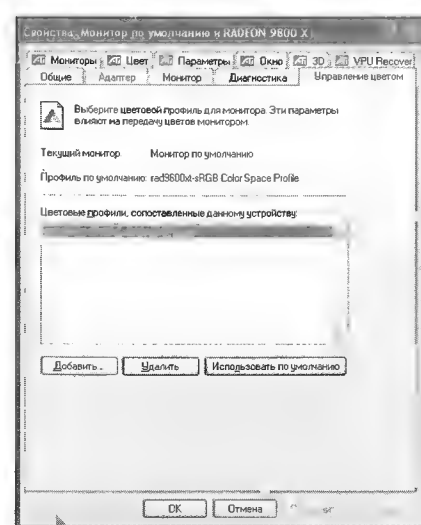 Свойства: Монитор по умолчанию и RADEON 9800 X
Мониторы Цвет Параметры Окно 3D VPU Recover
Общие Адаптер Монитор Диагностика Управление цветом
Выберите цветовой профиль для монитора. Эти параметры
влияют на передачу цветов монитором.
Текущий монитор Монитор по умолчанию
Профиль по умолчанию: rad9600xt-sRGB Color Space Profile
Цветовые профили, сопоставленные данному устройству:
Добавить... Удалить Использовать по умолчанию
OK Отмена